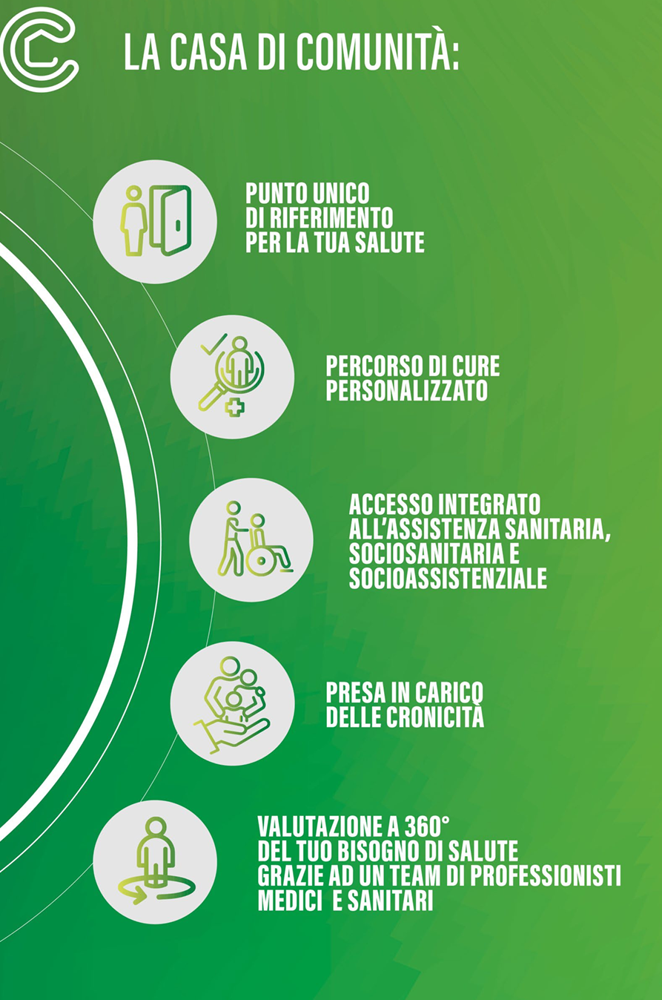 LA CASA DI COMUNITÀ:
PUNTO UNICO
DI RIFERIMENTO
PER LA TUA SALUTE
PERCORSO DI CURE
PERSONALIZZATO
ACCESSO INTEGRATO
ALL'ASSISTENZA SANITARIA,
SOCIOSANITARIA E
SOCIOASSISTENZIALE
PRESA IN CARICO
DELLE CRONICITÀ
VALUTAZIONE A 360°
DEL TUO BISOGNO DI SALUTE
GRAZIE AD UN TEAM DI PROFESSIONISTI
MEDICI E SANITARI